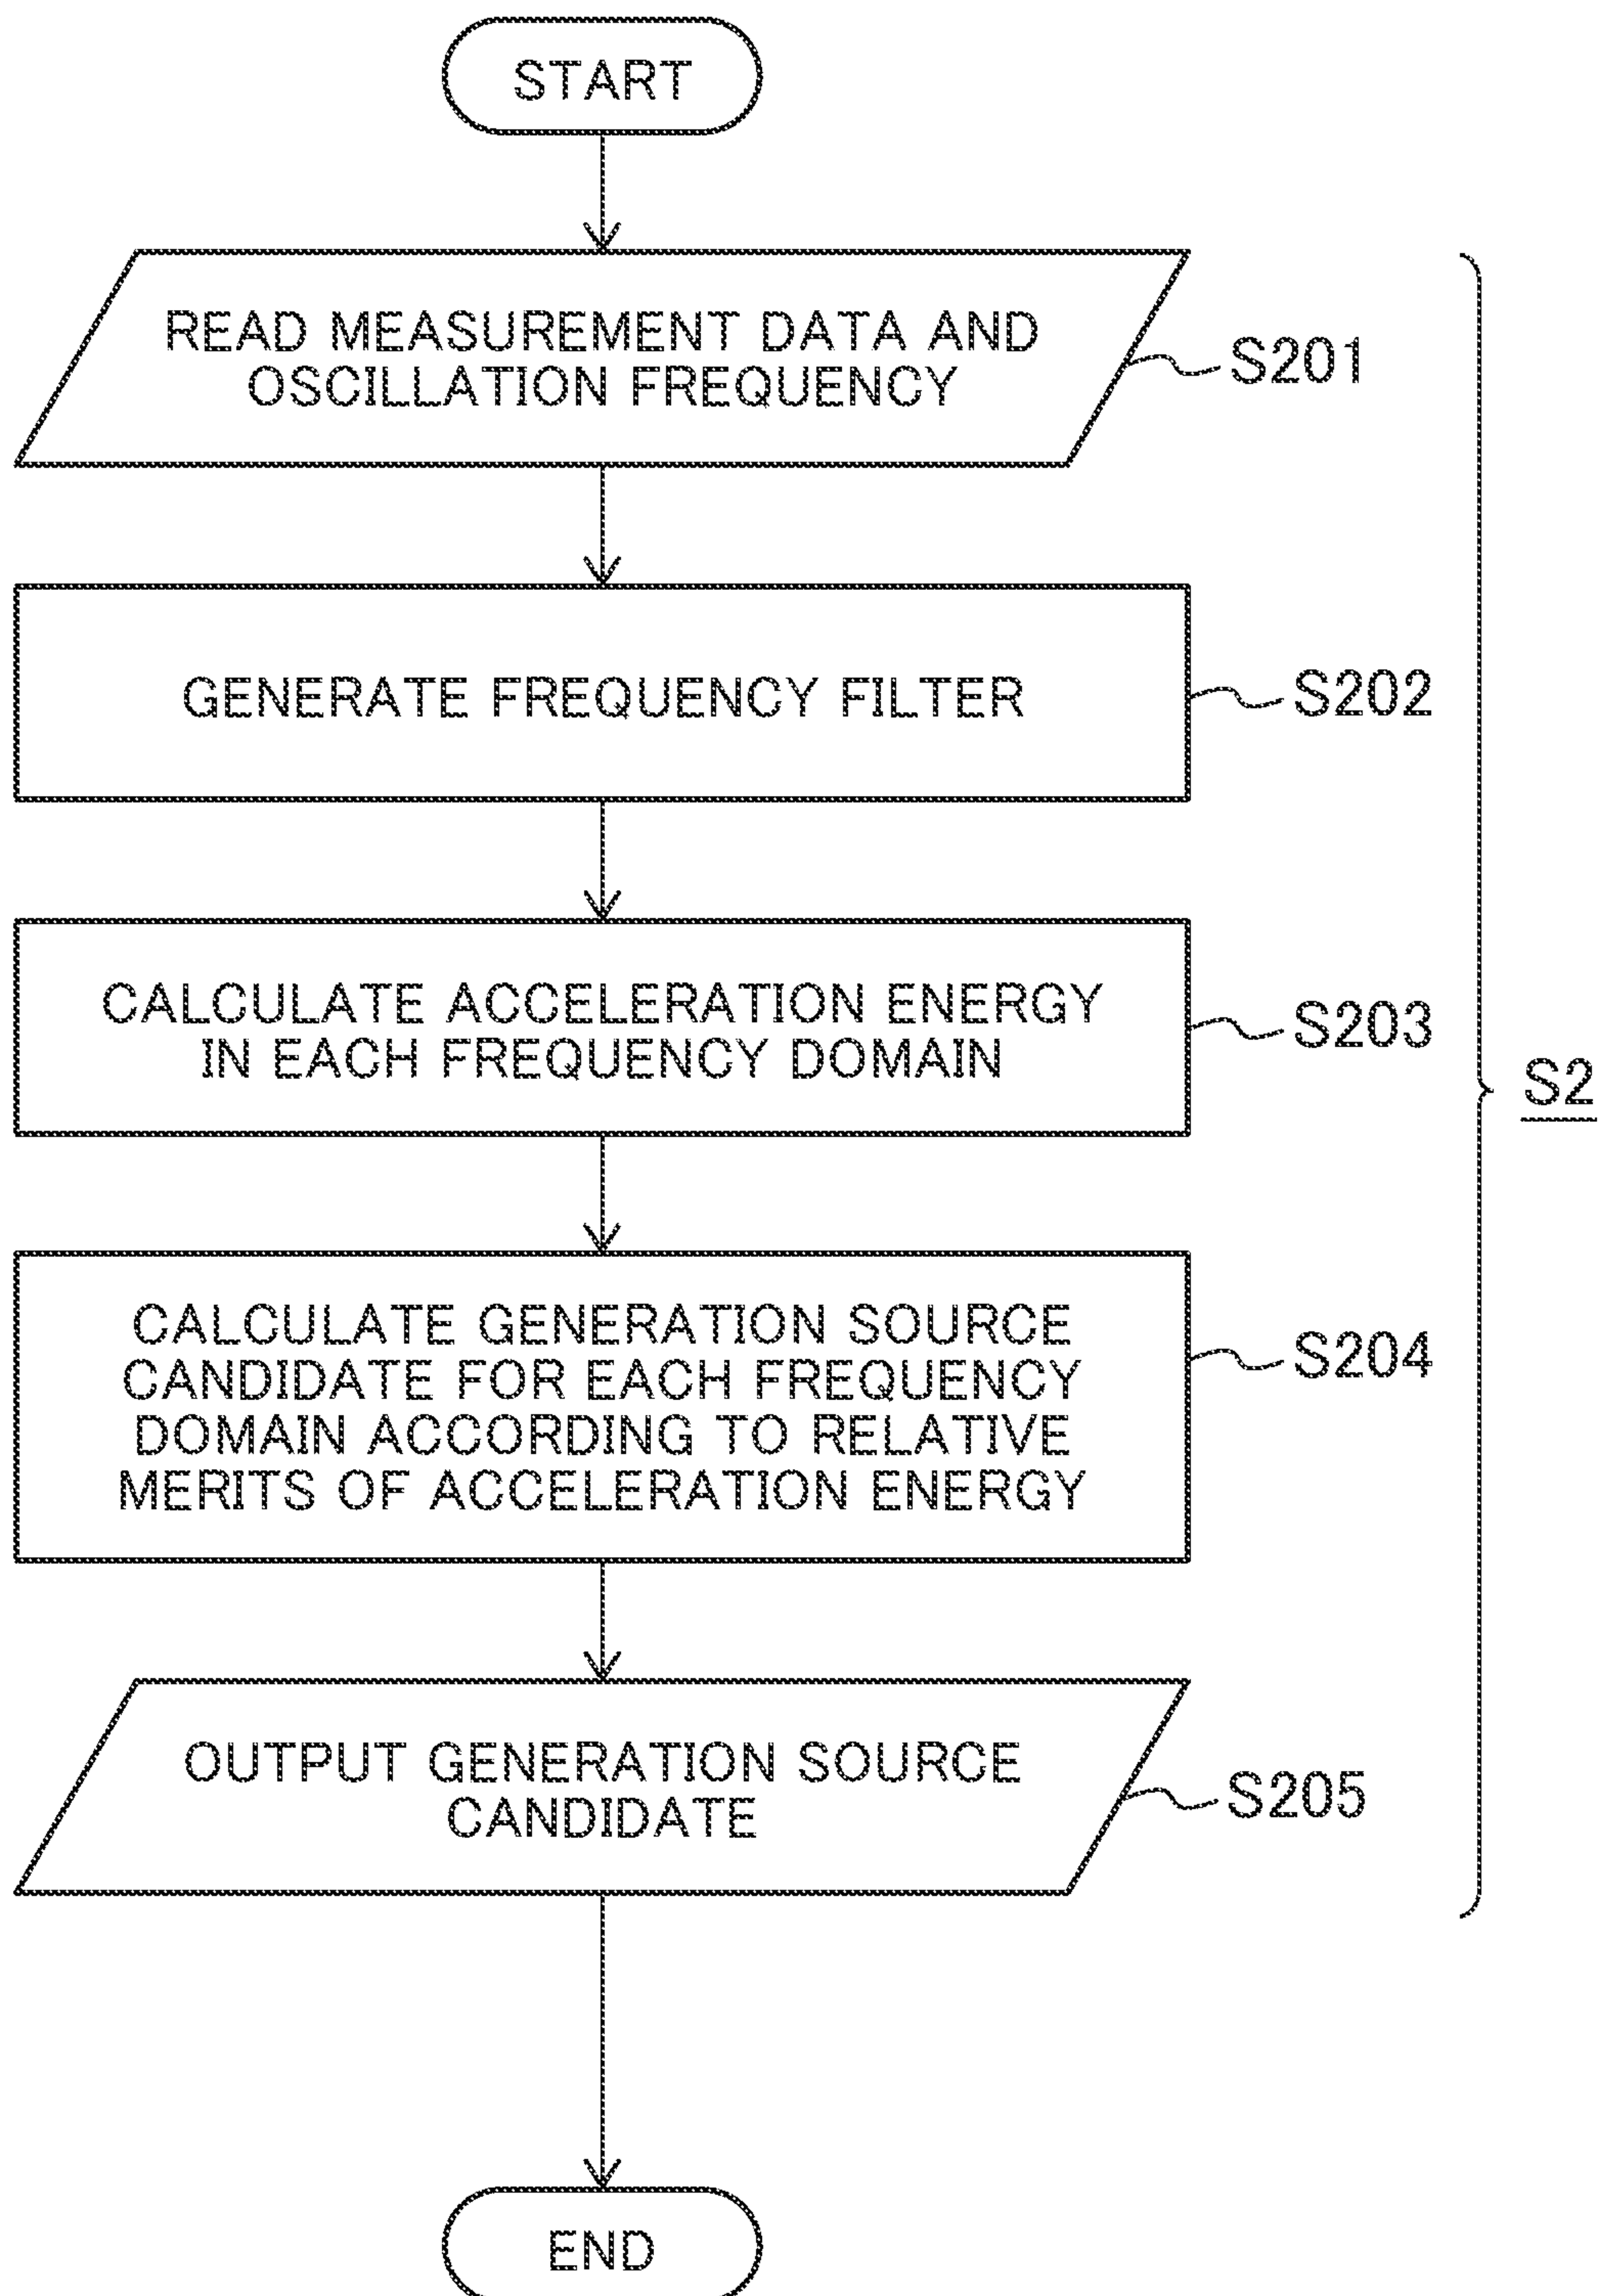 START
READ MEASUREMENT DATA AND
OSCILLATION FREQUENCY
S201
GENERATE FREQUENCY FILTER
S202
CALCULATE ACCELERATION ENERGY
IN EACH FREQUENCY DOMAIN
S203
S2
CALCULATE GENERATION SOURCE
CANDIDATE FOR EACH FREQUENCY
DOMAIN ACCORDING TO RELATIVE
MERITS OF ACCELERATION ENERGY
S204
OUTPUT GENERATION SOURCE
CANDIDATE
S205
END